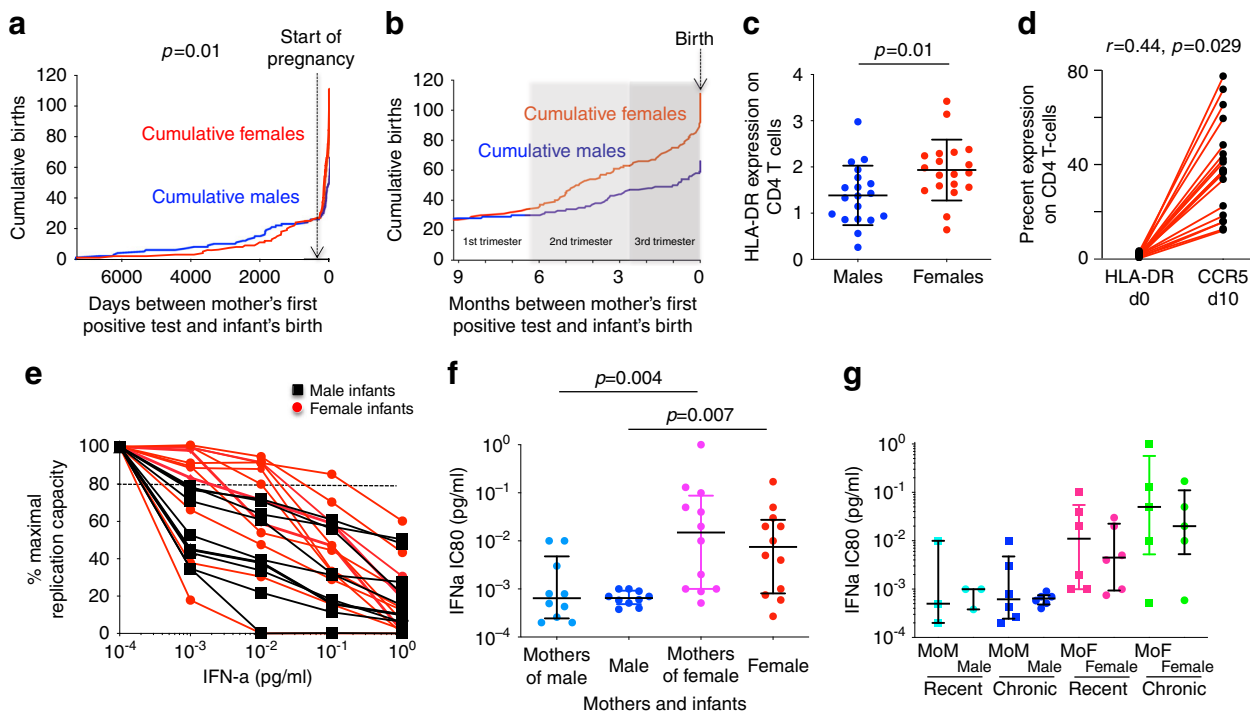 a
p=0.01
Start of
pregnancy
Cumulative births
120
100
80
60
40
20
0
Cumulative females
Cumulative males
6000
4000
2000
0
Days between mother's first
positive test and infant's birth
b
Birth
Cumulative births
120
100
80
60
40
20
0
Cumulative females
Cumulative males
1st trimester
2nd trimester
3rd trimester
9
6
3
0
Months between mother's first
positive test and infant's birth
c
p=0.01
HLA-DR expression on
CD4 T cells
4
3
2
1
0
Males
Females
d
r=0.44, p=0.029
Precent expression
on CD4 T-cells
80
40
0
HLA-DR
d0
CCR5
d10
e
Male infants
Female infants
% maximal
replication capacity
100
80
60
40
20
0
10-4
10-3
10-2
10-1
100
IFN-a (pg/ml)
f
p=0.004
p=0.007
IFNa IC80 (pg/ml)
100
10-1
10-2
10-3
10-4
Mothers
of male
Male
Mothers
of female
Female
Mothers and infants
g
IFNa IC80 (pg/ml)
100
10-1
10-2
10-3
10-4
MoM
Male
MoM
Male
MoF
Female
MoF
Female
Recent
Chronic
Recent
Chronic